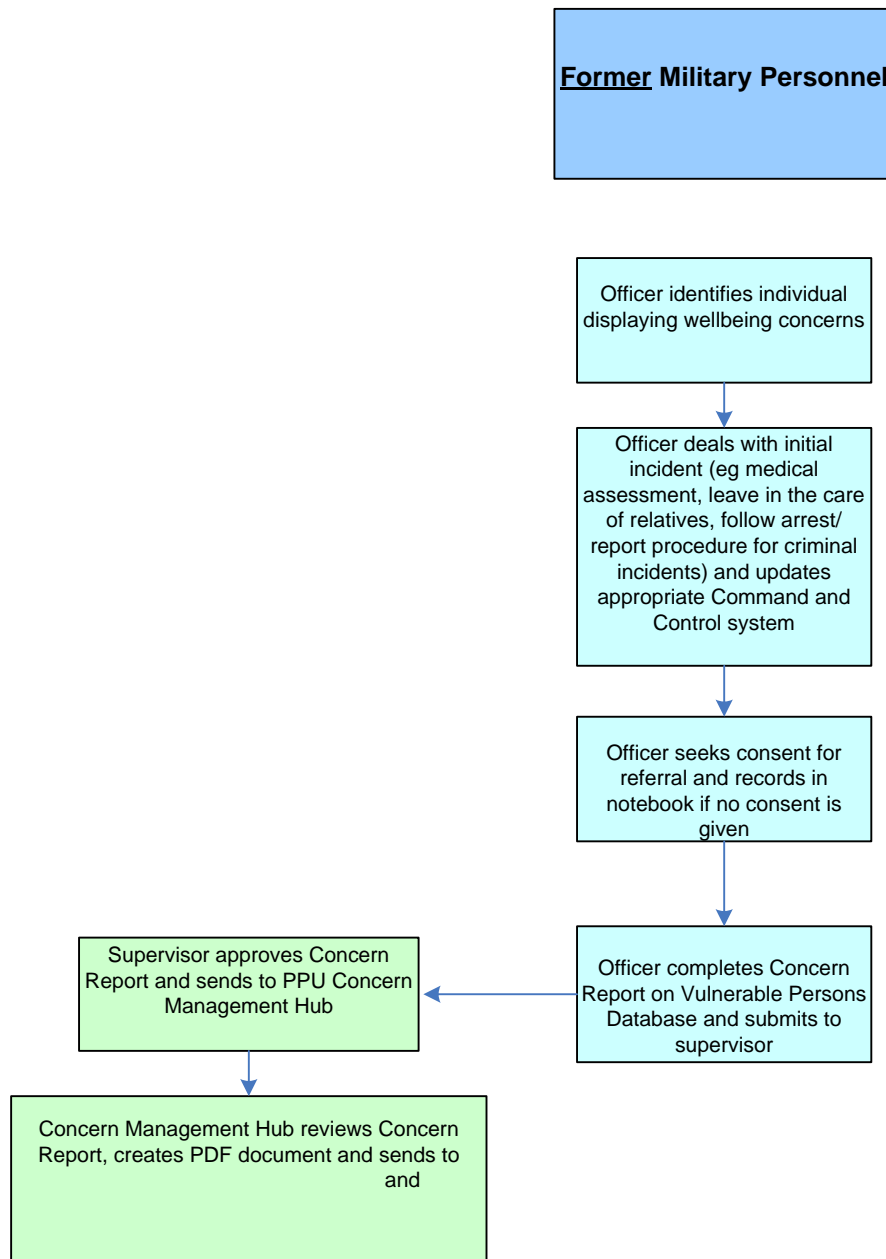 Former Military Personnel
Officer identifies individual
displaying wellbeing concerns
Officer deals with initial
incident (eg medical
assessment, leave in the care
of relatives, follow arrest/
report procedure for criminal
incidents) and updates
appropriate Command and
Control system
Officer seeks consent for
referral and records in
notebook if no consent is
given
Officer completes Concern
Report on Vulnerable Persons
Database and submits to
supervisor
Supervisor approves Concern
Report and sends to PPU Concern
Management Hub
Concern Management Hub reviews Concern
Report, creates PDF document and sends to
and